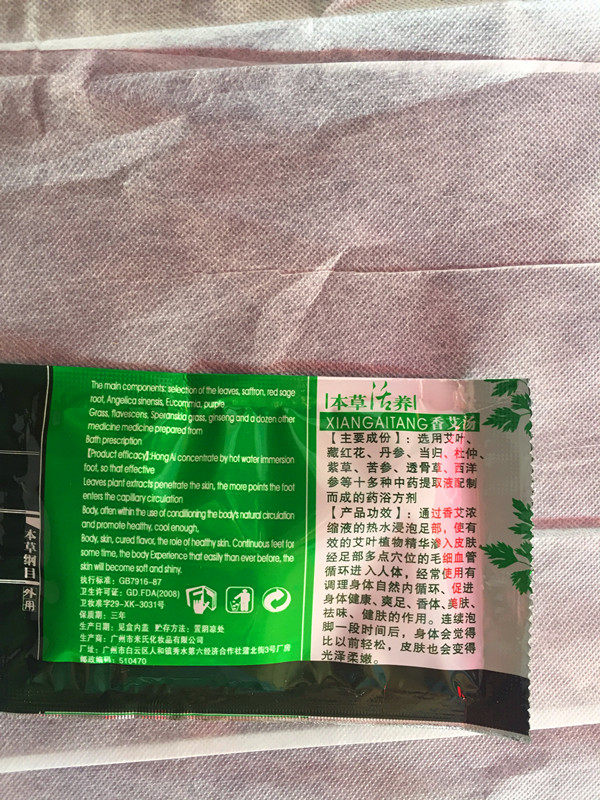 The main components: selection of the leaves, saffron, red sage
root, Angelica sinensis, Eucommia, purple
Grass, flavescens, Speranskia grass, ginseng and a dozen other
medicine medicine prepared from
Bath prescription
【Product efficacy】:Hong Ai concentrate by hot water immersion
foot, so that effective
Leaves plant extracts penetrate the skin, the more points the foot
enters the capillary circulation
Body, often within the use of conditioning the body's natural circulation
and promote healthy, cool enough,
Body, skin, cured flavor, the role of healthy skin. Continuous feet for
some time, the body Experience that easily than ever before, the
skin will become soft and shiny.
执行标准：GB7916-87
卫生许可证：GD.FDA(2008)
卫妆准字29-XK-3031号
保质期：三年
生产日期：见盒内盖 贮存方法：置阴凉处
生产商：广州市来氏化妆品有限公司
厂址：广州市白云区人和镇秀水第六经济合作社蒲北街3号厂房
邮政编码：510470
本草纲目
外用
本草活养
XIANGAITANG香艾汤
【主要成份】：选用艾叶、
藏红花、丹参、当归、杜仲、
紫草、苦参、透骨草、西洋
参等十多种中药提取液配制
而成的药浴方剂
【产品功效】：通过香艾浓
缩液的热水浸泡足部，使有
效的艾叶植物精华渗入皮肤
经足部多点穴位的毛细血管
循环进入人体，经常使用有
调理身体自然内循环、促进
身体健康、爽足、香体、美肤、
祛味、健肤的作用。连续泡
脚一段时间后，身体会觉得
比以前轻松，皮肤也会变得
光泽柔嫩。